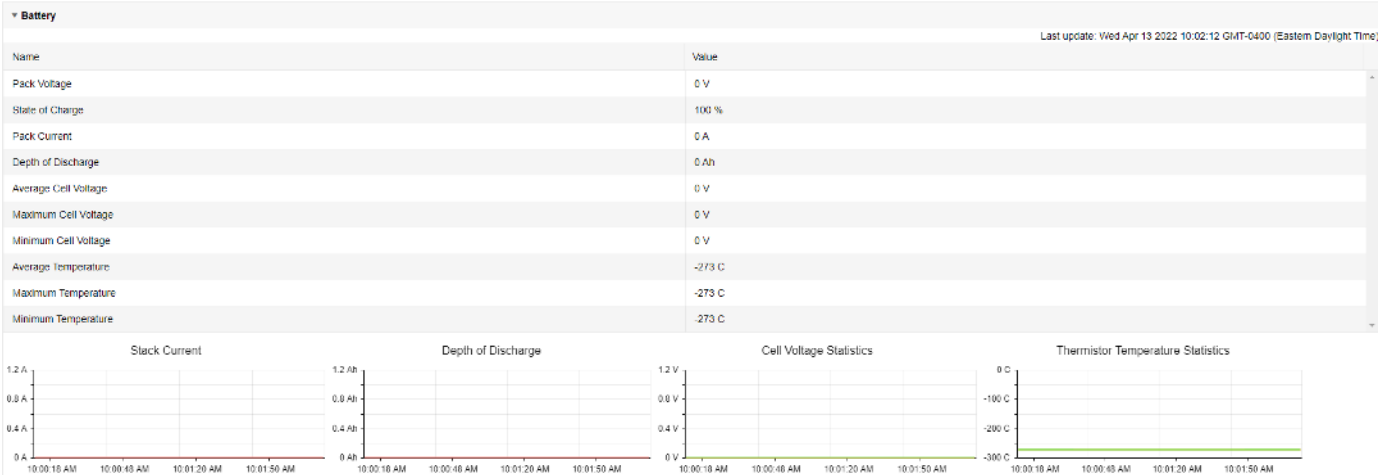 Battery
Last update: Wed Apr 13 2022 10:02:12 GMT-0400 (Eastern Daylight Time)
Name Value
Pack Voltage 0 V
State of Charge 100 %
Pack Current 0 A
Depth of Discharge 0 Ah
Average Cell Voltage 0 V
Maximum Cell Voltage 0 V
Minimum Cell Voltage 0 V
Average Temperature -273 C
Maximum Temperature -273 C
Minimum Temperature -273 C
Stack Current Depth of Discharge Cell Voltage Statistics Thermistor Temperature Statistics
1.2 A 1.2 Ah 1.2 V 0 C
0.8 A 0.8 Ah 0.8 V -100 C
0.4 A 0.4 Ah 0.4 V -200 C
0 A 0 Ah 0 V -300 C
10:00:18 AM 10:00:48 AM 10:01:20 AM 10:01:50 AM 10:00:18 AM 10:00:48 AM 10:01:20 AM 10:01:50 AM 10:00:18 AM 10:00:48 AM 10:01:20 AM 10:01:50 AM 10:00:18 AM 10:00:48 AM 10:01:20 AM 10:01:50 AM